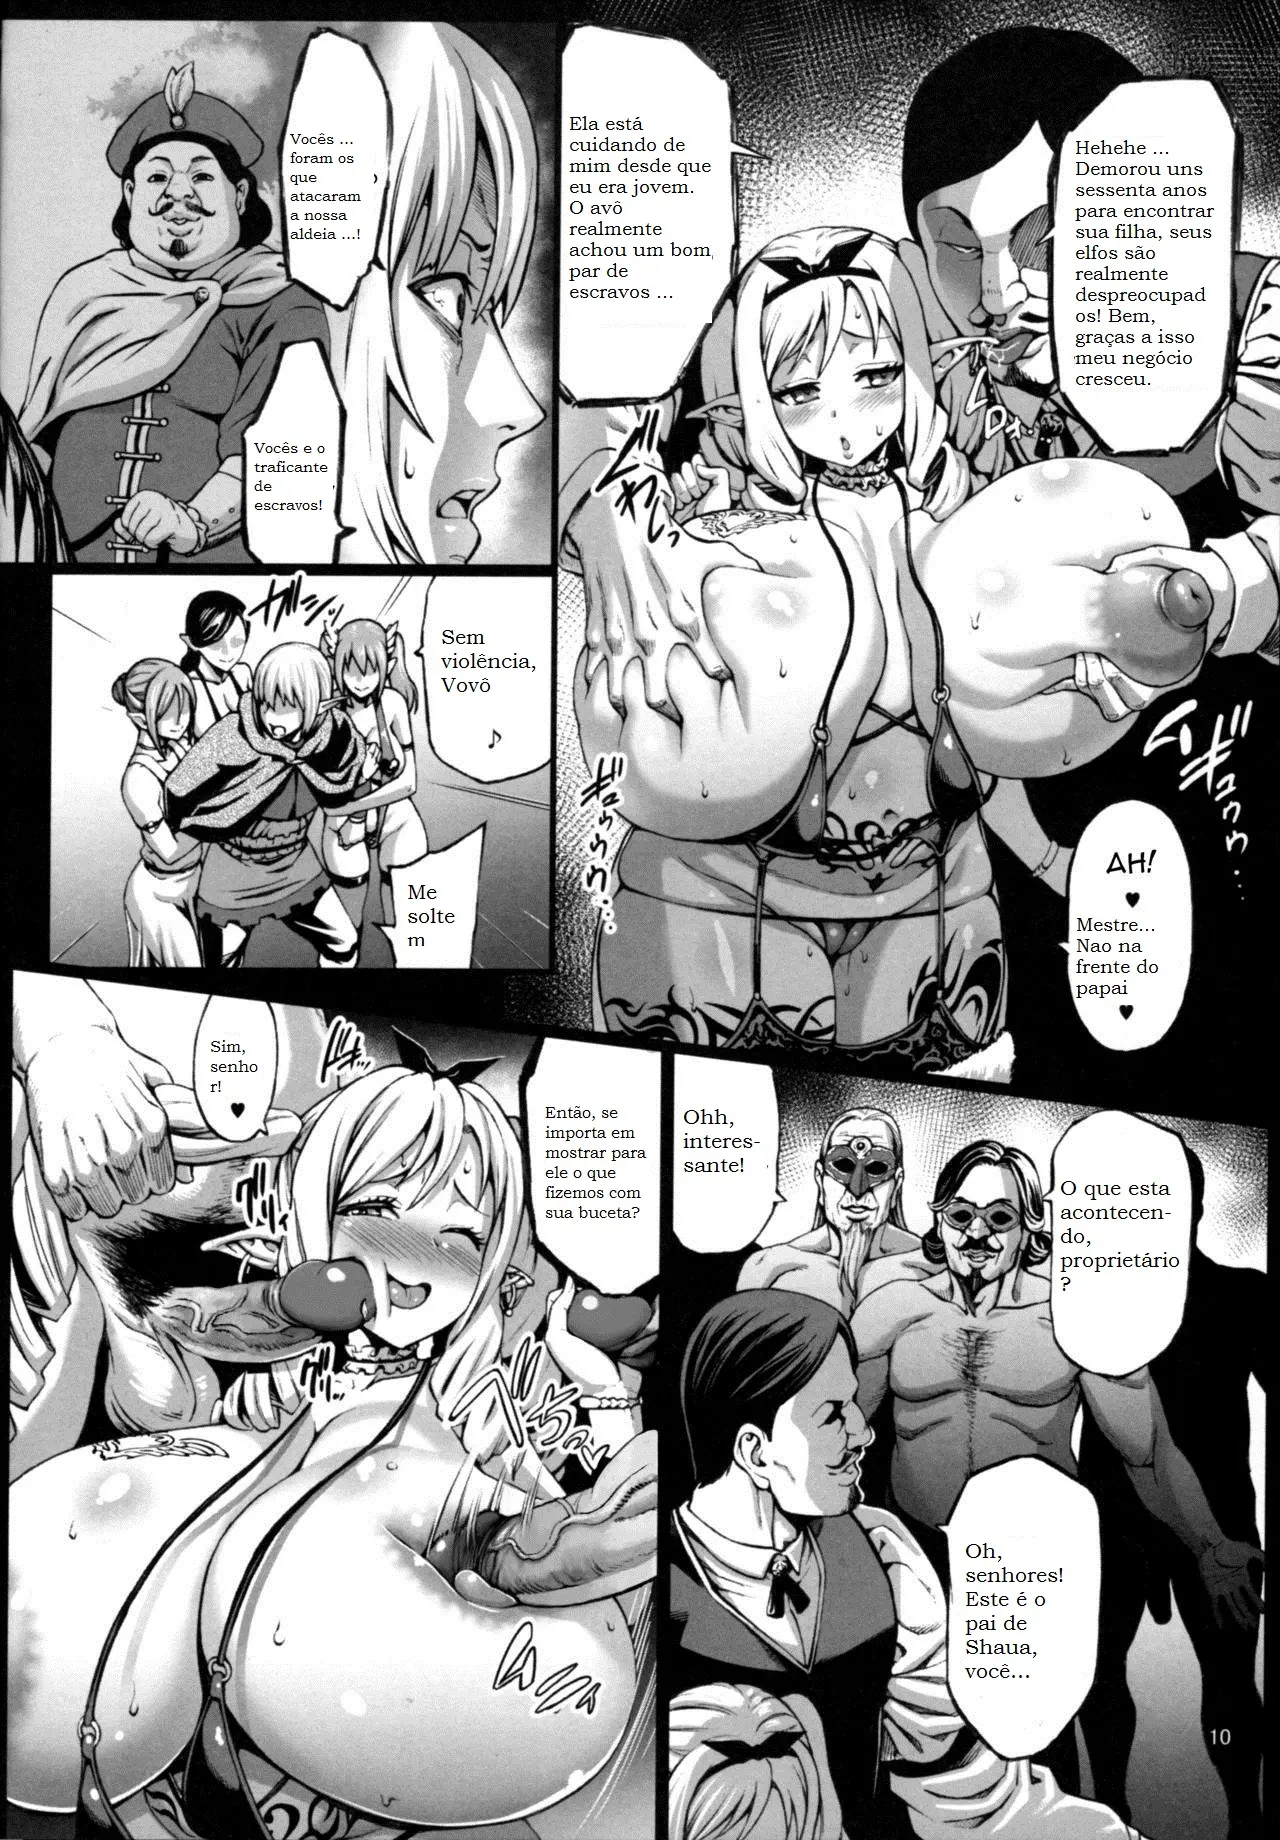 Hehehe ...
Demorou uns
sessenta anos
para encontrar
sua filha, seus
elfos são
realmente
despreocupad
os! Bem,
graças a isso
meu negócio
cresceu.
Ela está
cuidando de
mim desde que
eu era jovem.
O avô
realmente
achou um bom
par de
escravos ...
AH!
♥
Mestre...
Nao na
frente do
papai
♥
Vocês ...
foram os
que
atacaram
a nossa
aldeia ...!
Vocês e o
traficante
de
escravos!
Sem
violência,
Vovô
♪
Me
solte
m
O que esta
acontecen-
do,
proprietário
?
Ohh,
interes-
sante!
Oh,
senhores!
Este é o
pai de
Shaua,
você...
Então, se
importa em
mostrar para
ele o que
fizemos com
sua buceta?
Sim,
senho
r!
♥
10